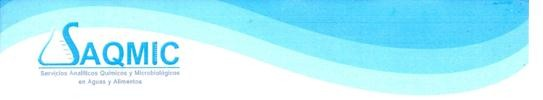 SAQMIC
Servicios Analíticos Químicos y Microbiológicos
en Aguas y Alimentos